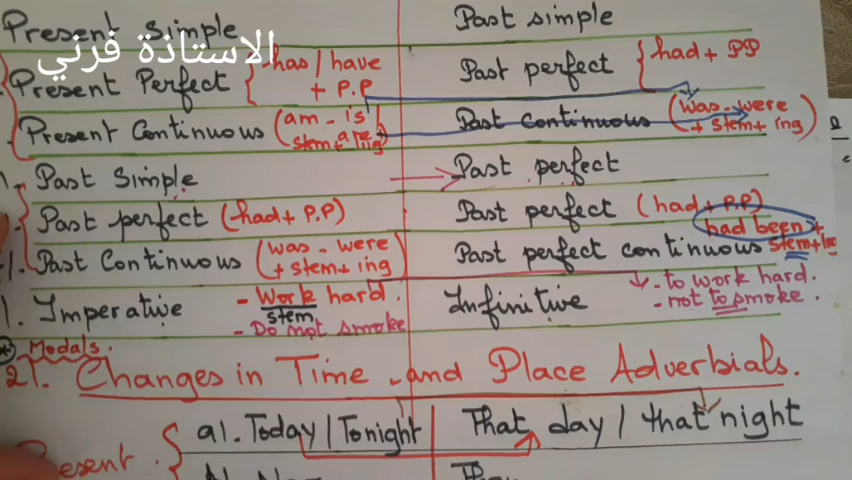 Present simple Past simple
الاستاذة فرني
Present Perfect { has / have + P.P Past perfect { had + PP
Present Continuous (am - is are stem + ing) Past continuous (was - were + stem + ing)
Past Simple → Past perfect
Past perfect (had + P.P) Past perfect (had + P.P)
Past Continuous (was - were + stem + ing) Past perfect continuous had been + stem + ing
Imperative - Work hard. stem - Do not smoke Infinitive - to work hard. - not to smoke.
Modals.
2/. Changes in Time and Place Adverbials.
Present { a/. Today / Tonight That day / that night